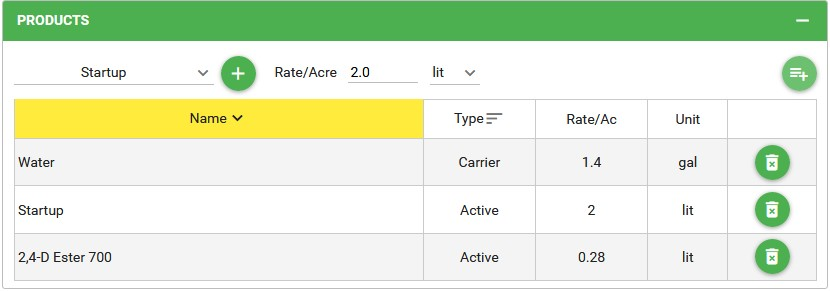 PRODUCTS
Startup Rate/Acre 2.0 lit
Name Type Rate/Ac Unit
Water Carrier 1.4 gal
Startup Active 2 lit
2,4-D Ester 700 Active 0.28 lit